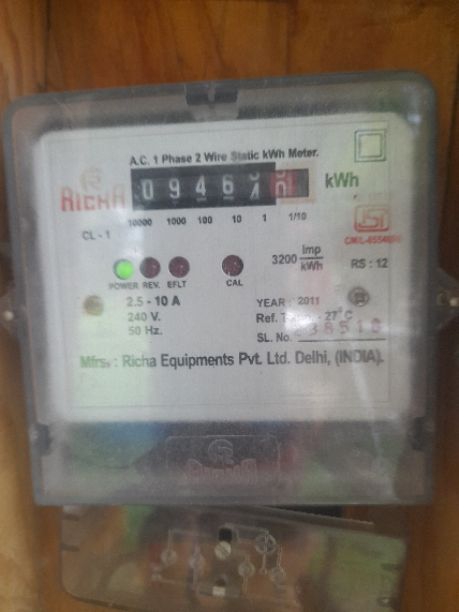 A.C. 1 Phase 2 Wire Static kWh Meter.
RICHA
0946
kWh
10000 1000 100 10 1 1/10
CL - 1
3200 imp/kWh
RS : 12
POWER REV. EFLT CAL
2.5 - 10 A
240 V.
50 Hz.
YEAR : 2011
27°C
SL. No.
Mfrs. : Richa Equipments Pvt. Ltd. Delhi, (INDIA).